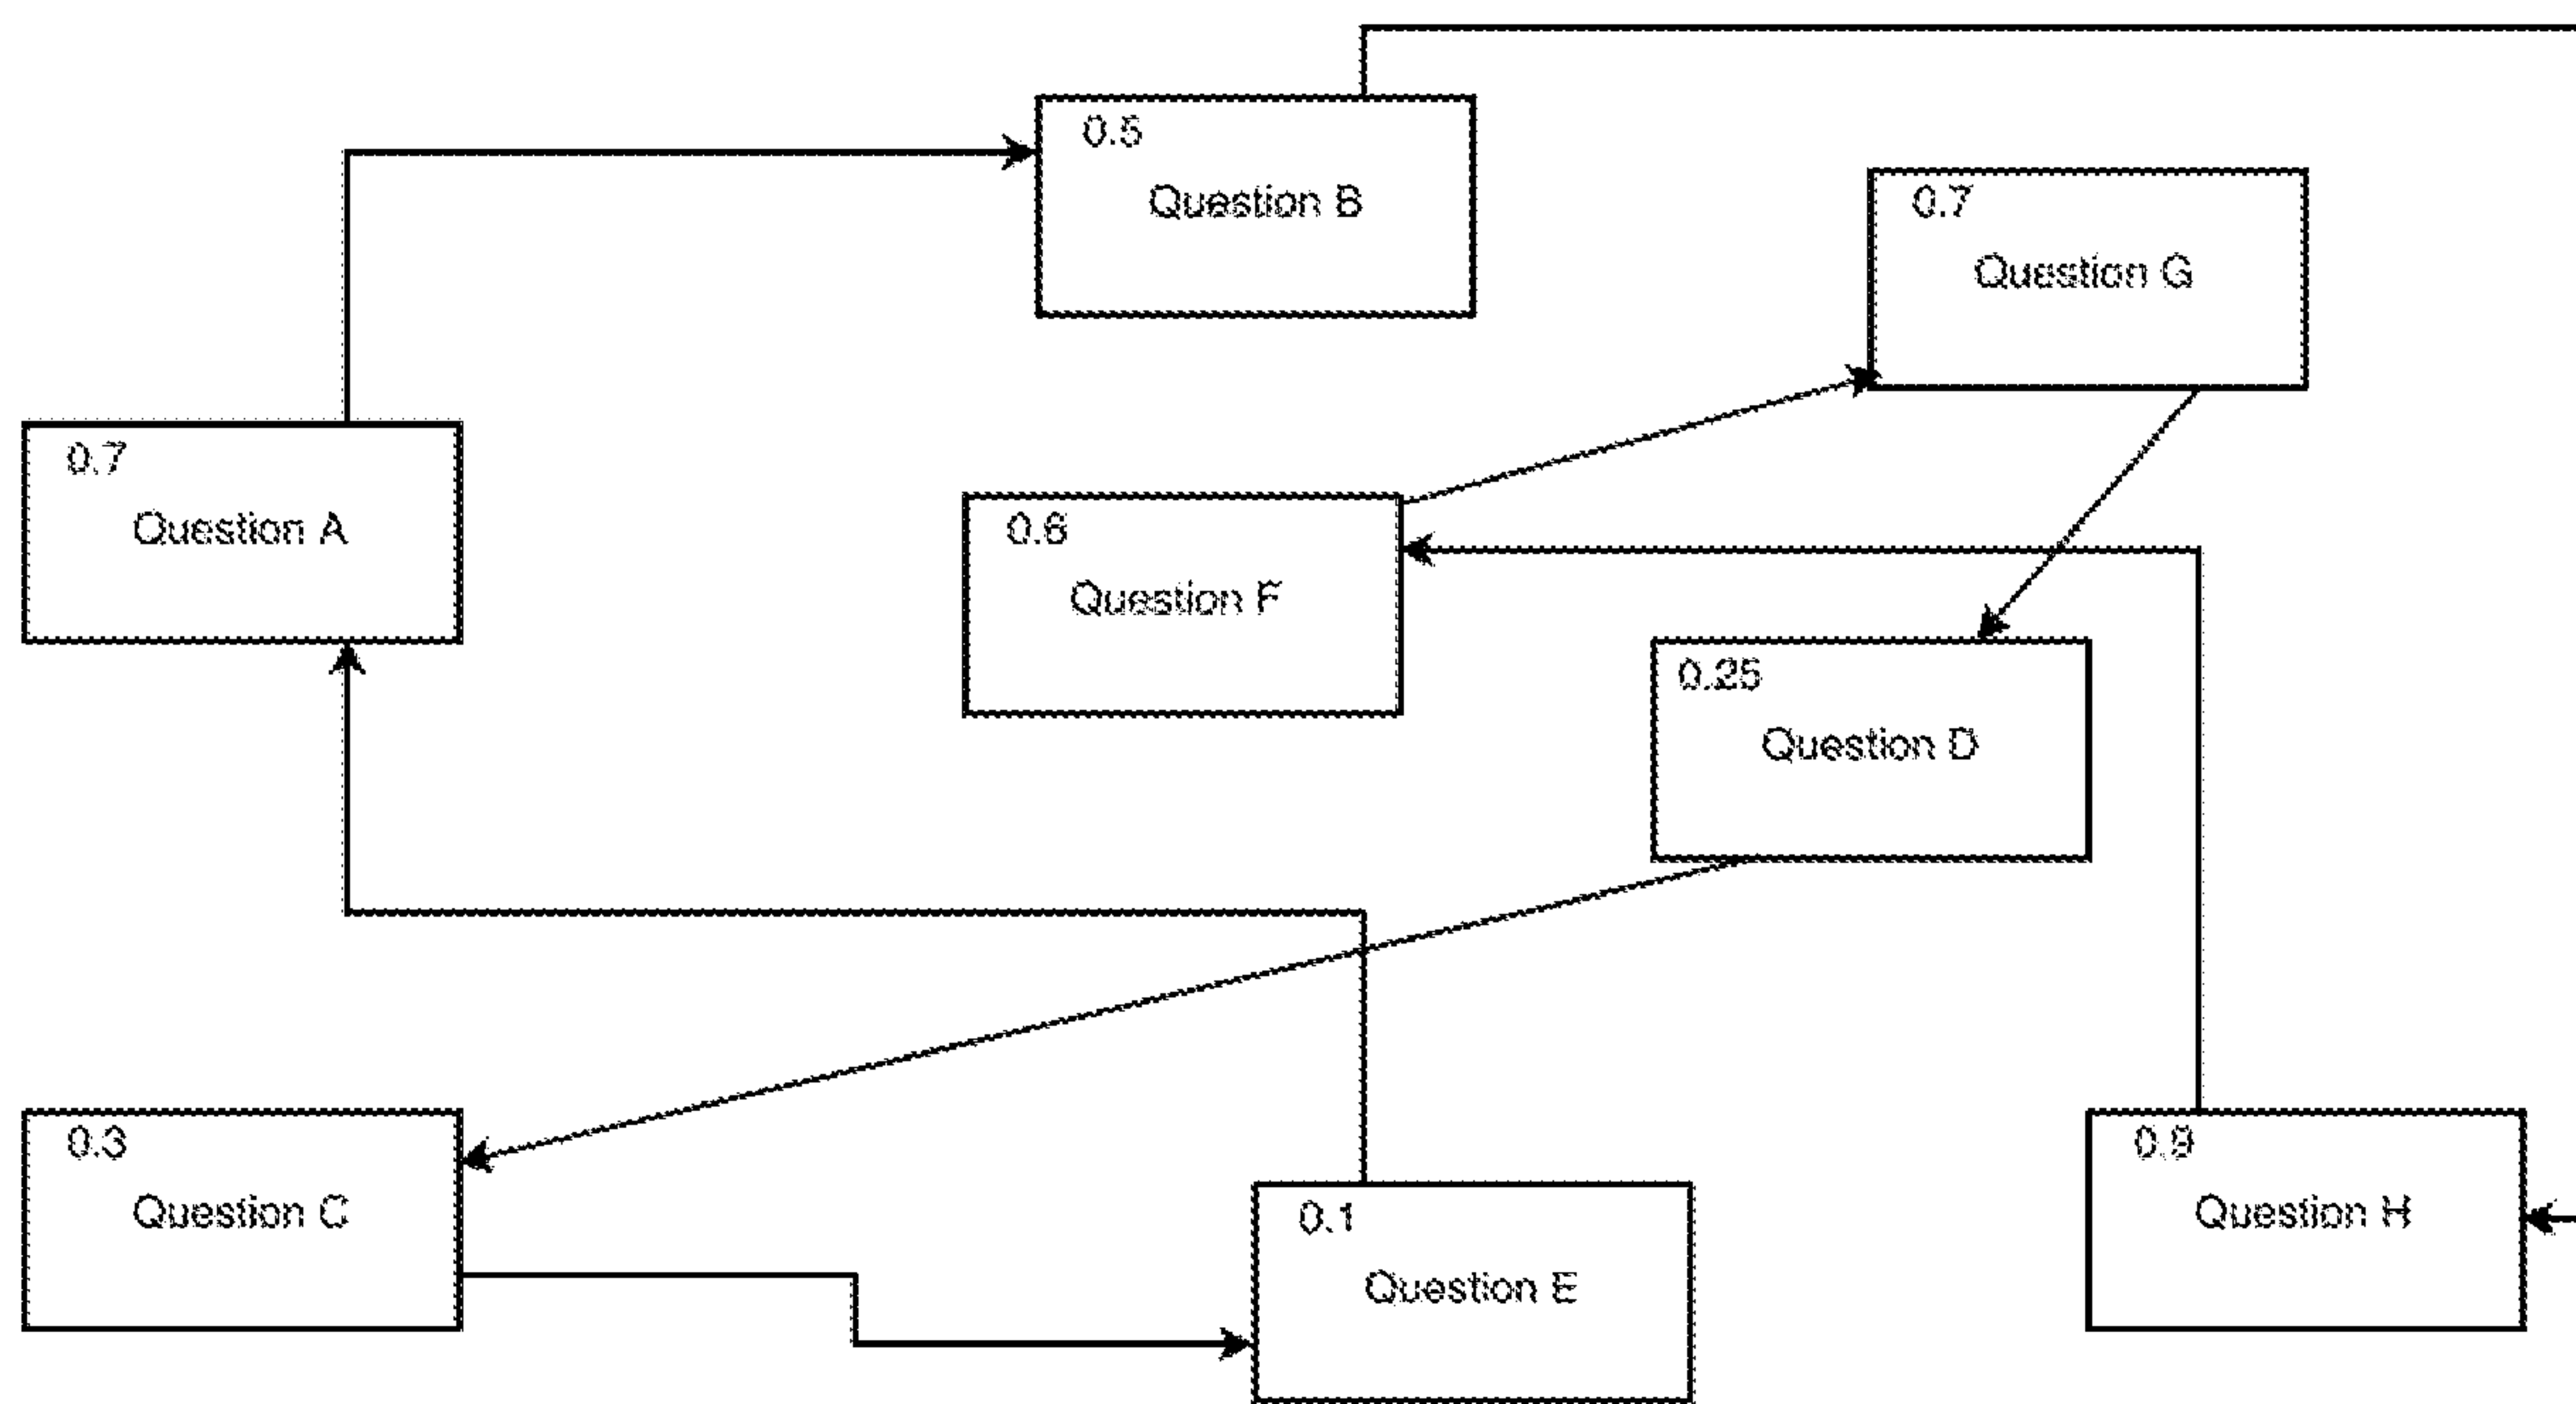 0.5
Question B
0.7
Question G
0.7
Question A
0.6
Question F
0.25
Question D
0.3
Question C
0.1
Question E
0.9
Question H